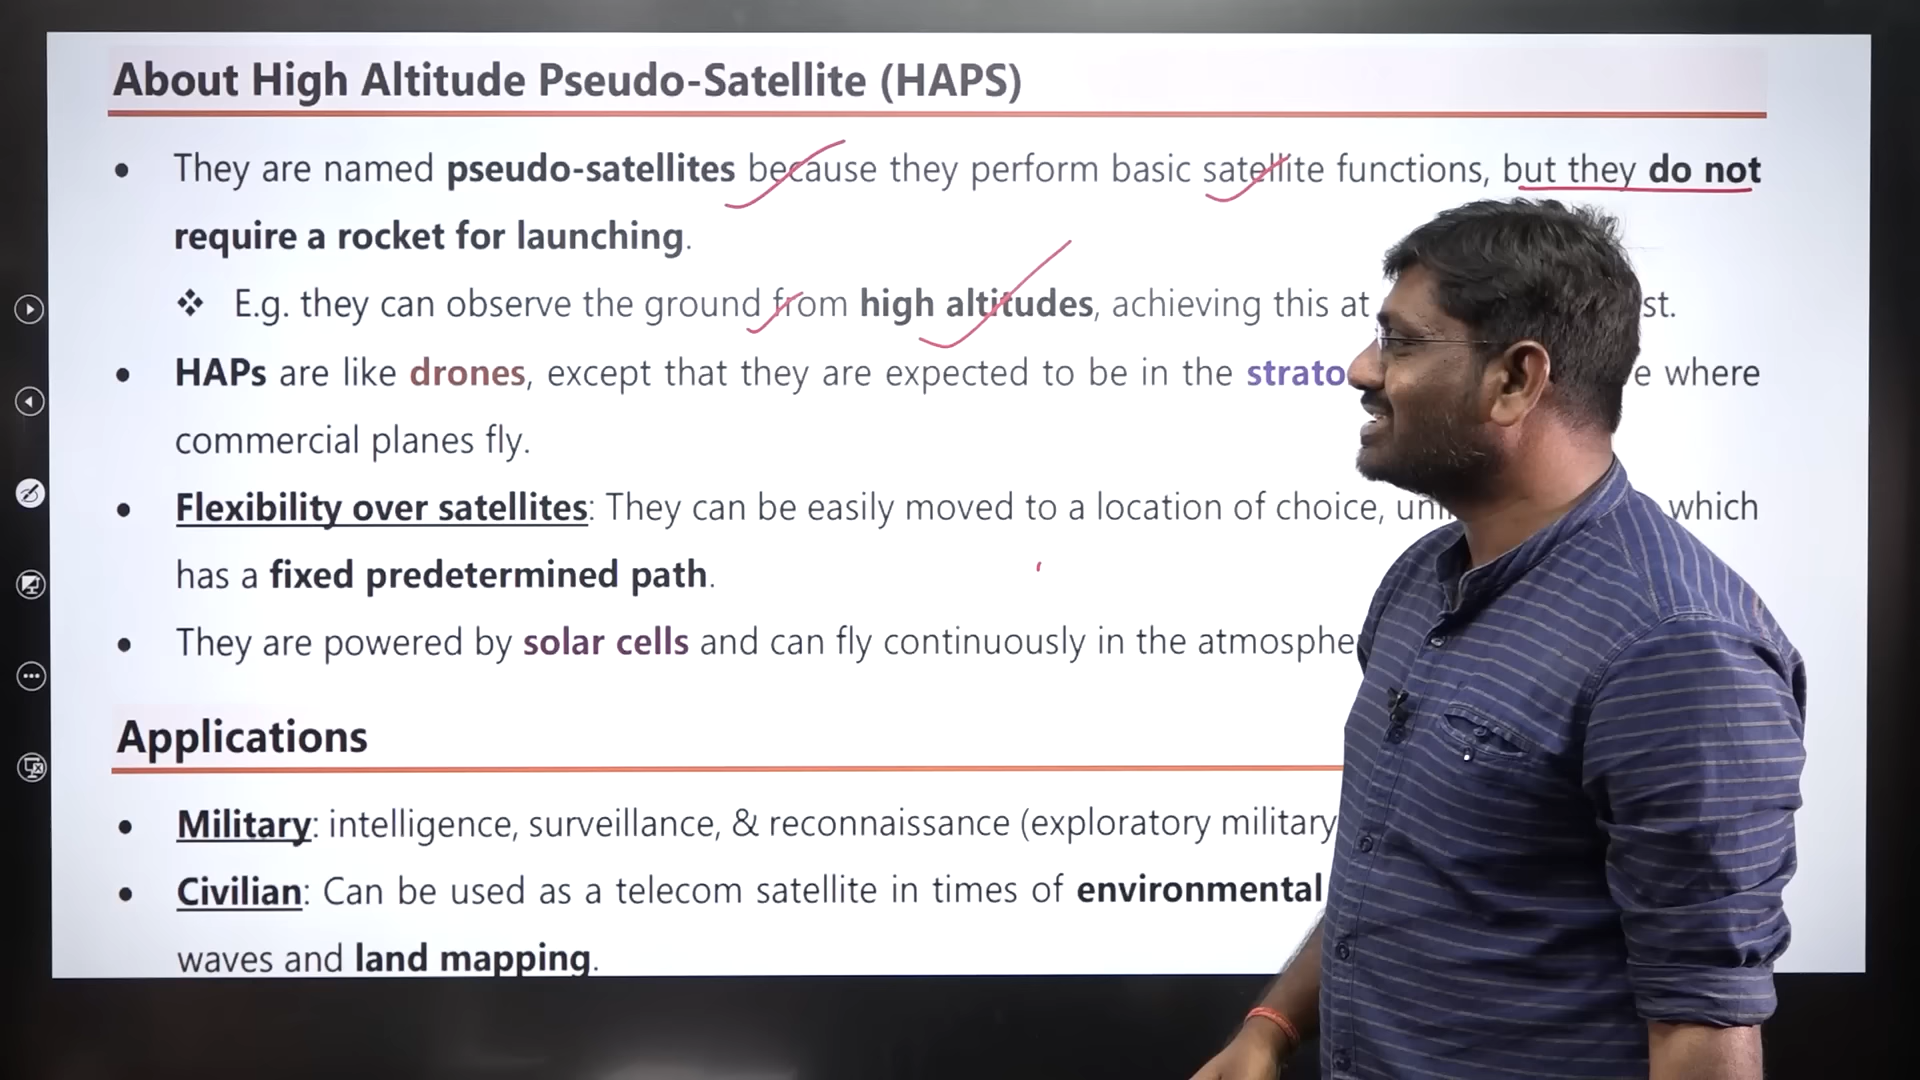 About High Altitude Pseudo-Satellite (HAPS)
• They are named pseudo-satellites because they perform basic satellite functions, but they do not
require a rocket for launching.
❖ E.g. they can observe the ground from high altitudes, achieving this at st.
• HAPs are like drones, except that they are expected to be in the strato e where
commercial planes fly.
• Flexibility over satellites: They can be easily moved to a location of choice, which
has a fixed predetermined path.
• They are powered by solar cells and can fly continuously in the atmosphe
Applications
• Military: intelligence, surveillance, & reconnaissance (exploratory military
• Civilian: Can be used as a telecom satellite in times of environmental
waves and land mapping.